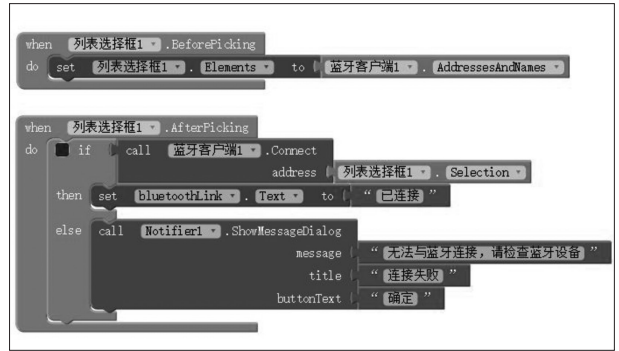 when 列表选择框1 .BeforePicking
do set 列表选择框1 . Elements to 蓝牙客户端1 . AddressesAndNames
when 列表选择框1 .AfterPicking
do if call 蓝牙客户端1 .Connect
address 列表选择框1 . Selection
then set bluetoothLink . Text to “ 已连接 ”
else call Notifier1 .ShowMessageDialog
message “ 无法与蓝牙连接，请检查蓝牙设备 ”
title “ 连接失败 ”
buttonText “ 确定 ”